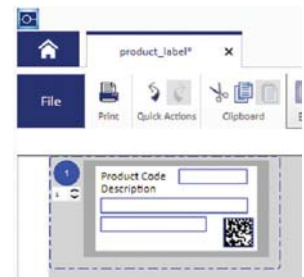 product_label*
File
Print
Quick Actions
Clipboard
1
Product Code
Description